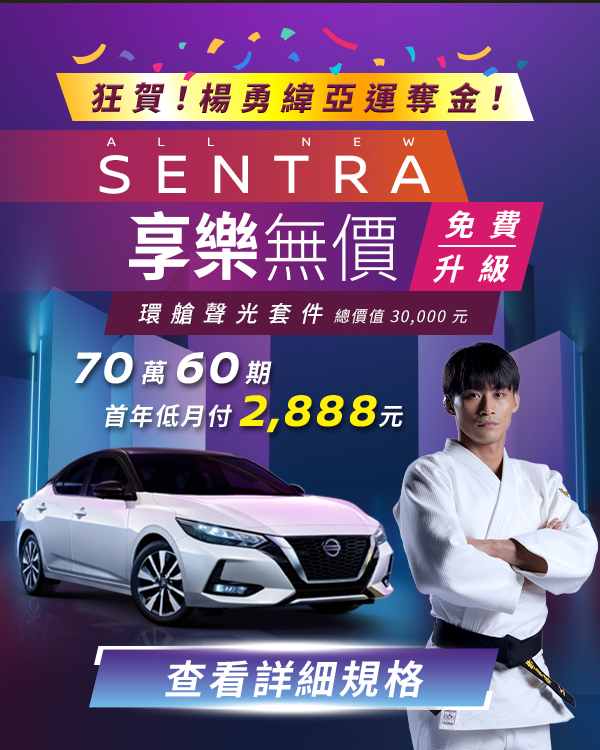 狂賀！楊勇緯亞運奪金！
ALL NEW
SENTRA
享樂無價
免費
升級
環艙聲光套件 總價值 30,000 元
70萬60期
首年低月付2,888元
查看詳細規格